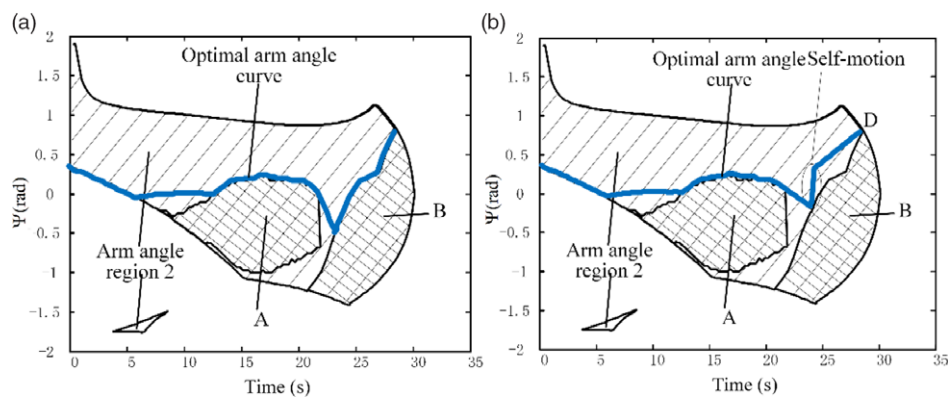 (a)
2
1.5
1
0.5
0
-0.5
-1
-1.5
-2
Ψ(rad)
Optimal arm angle
curve
Arm angle
region 2
A
B
0
5
10
15
20
25
30
35
Time (s)
(b)
2
1.5
1
0.5
0
-0.5
-1
-1.5
-2
Ψ(rad)
Optimal arm angle
curve
Self-motion
D
Arm angle
region 2
A
B
0
5
10
15
20
25
30
35
Time (s)